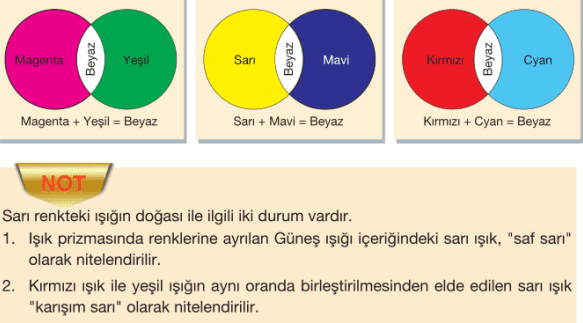 Magenta
Beyaz
Yeşil
Magenta + Yeşil = Beyaz
Sarı
Beyaz
Mavi
Sarı + Mavi = Beyaz
Kırmızı
Beyaz
Cyan
Kırmızı + Cyan = Beyaz
NOT
Sarı renkteki ışığın doğası ile ilgili iki durum vardır.
1. Işık prizmasında renklerine ayrılan Güneş ışığı içeriğindeki sarı ışık, "saf sarı"
olarak nitelendirilir.
2. Kırmızı ışık ile yeşil ışığın aynı oranda birleştirilmesinden elde edilen sarı ışık
"karışım sarı" olarak nitelendirilir.